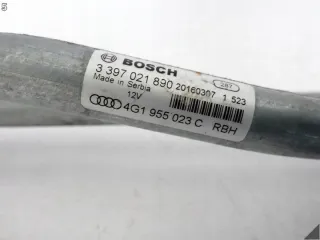 BOSCH
3 397 021 890 20160307 1 523
Made in Serbia
12V
4G1 955 023 C RBH